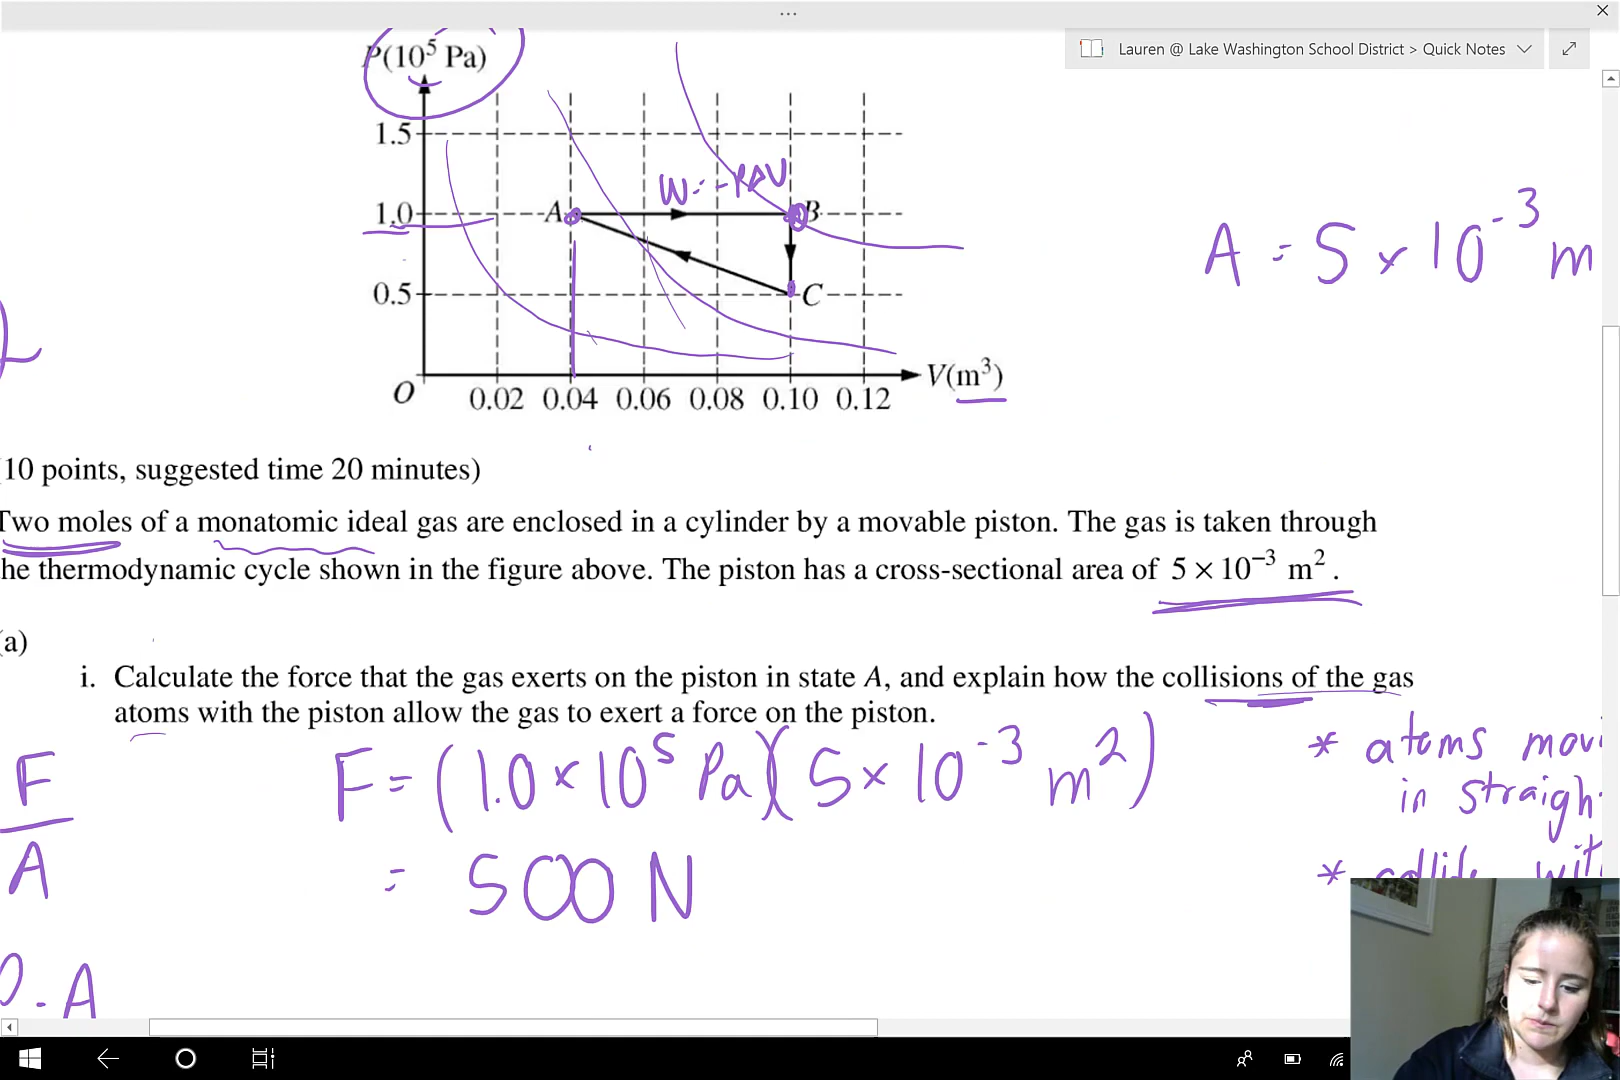 ...
Lauren @ Lake Washington School District > Quick Notes
P(10⁵ Pa)
1.5
W = -PΔV
1.0 A B
A = 5 × 10⁻³ m
0.5 C
V(m³)
O 0.02 0.04 0.06 0.08 0.10 0.12
10 points, suggested time 20 minutes)
Two moles of a monatomic ideal gas are enclosed in a cylinder by a movable piston. The gas is taken through
he thermodynamic cycle shown in the figure above. The piston has a cross-sectional area of 5 × 10⁻³ m².
(a)
i. Calculate the force that the gas exerts on the piston in state A, and explain how the collisions of the gas
atoms with the piston allow the gas to exert a force on the piston.
F/A
F = (1.0 × 10⁵ Pa)(5 × 10⁻³ m²)
= 500 N
* atoms movi
in straigh
* collide with
P · A